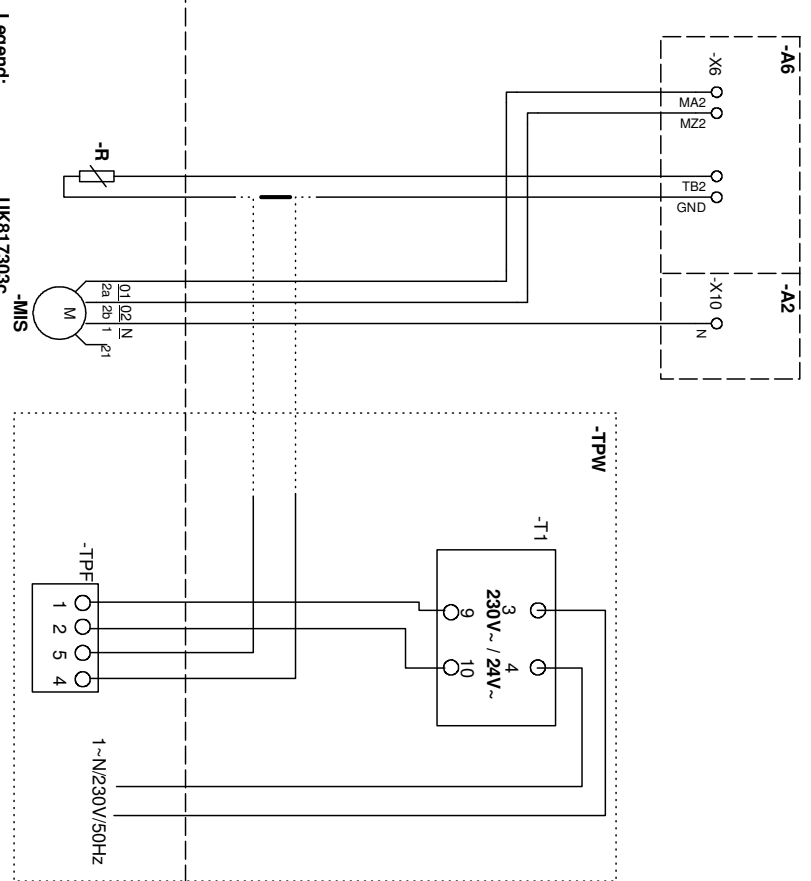 -A6
-A2
-X6
-X10
MA2
MZ2
TB2
GND
N
-TPW
-T1
3 4
230V~ / 24V~
9 10
-TPF
1 2 5 4
1~N/230V/50Hz
-R
01 02 N
2a 2b 1 21
M
-MIS
Legend:
UK817303c